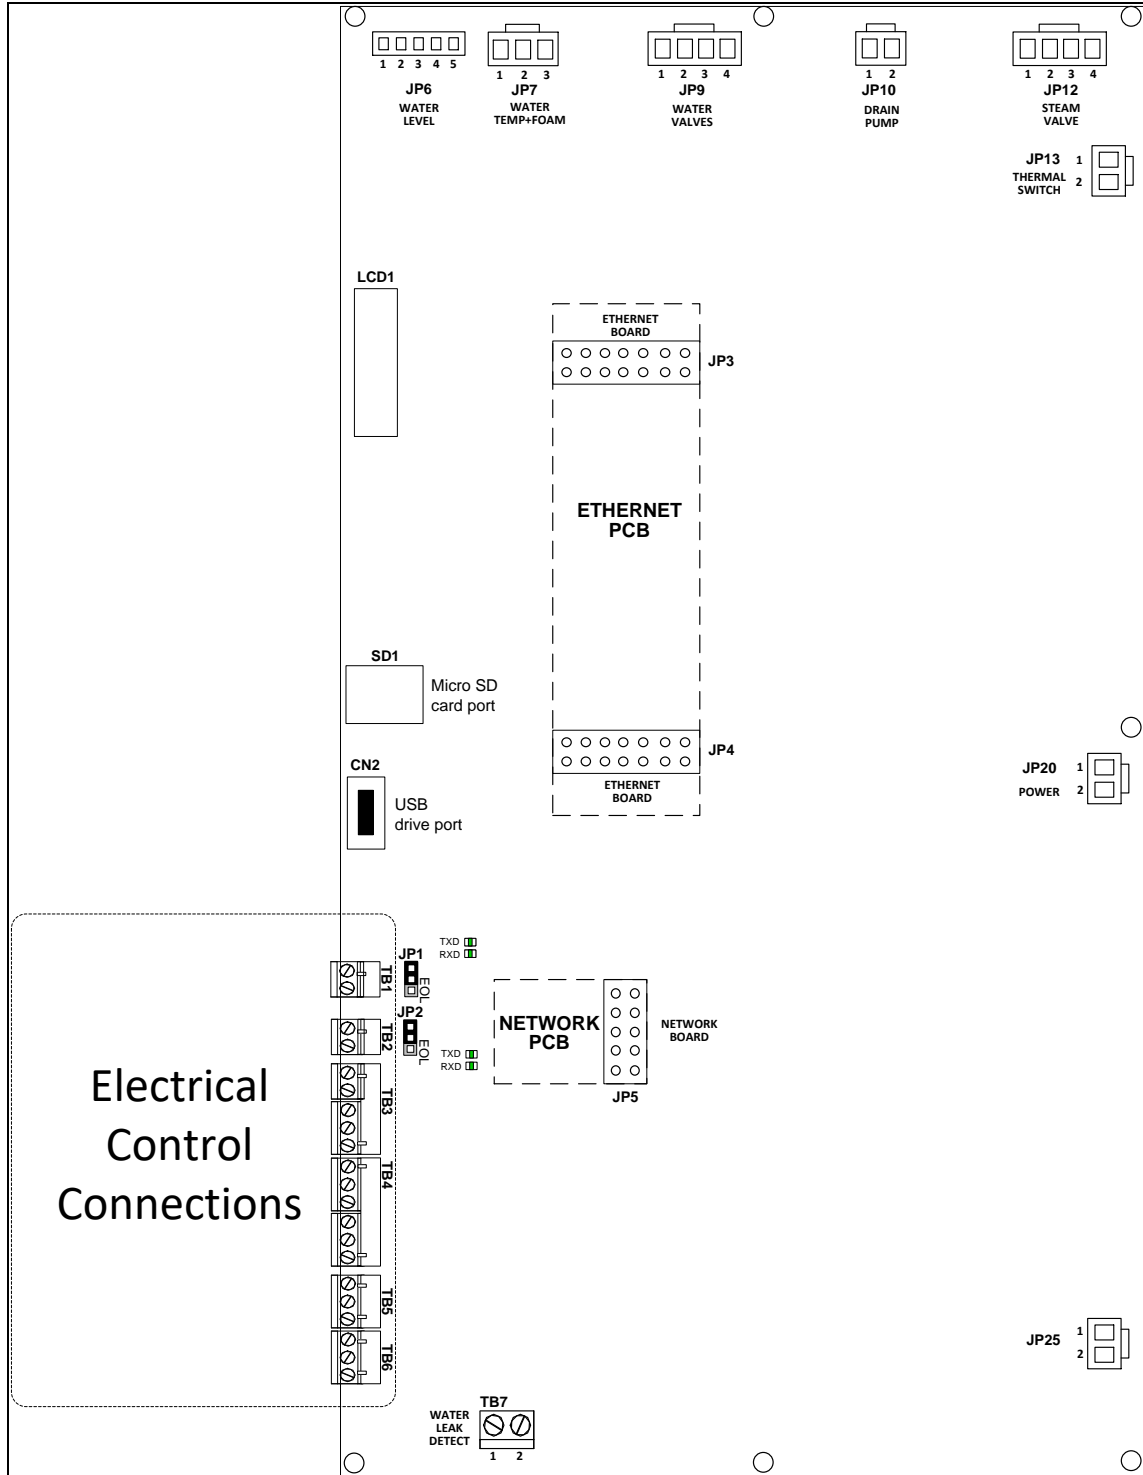 1 2 3 4 5
JP6
WATER
LEVEL
1 2 3
JP7
WATER
TEMP+FOAM
1 2 3 4
JP9
WATER
VALVES
1 2
JP10
DRAIN
PUMP
1 2 3 4
JP12
STEAM
VALVE
JP13 1
THERMAL 2
SWITCH
LCD1
ETHERNET
BOARD
JP3
ETHERNET
PCB
SD1
Micro SD
card port
JP4
ETHERNET
BOARD
CN2
USB
drive port
JP20 1
POWER 2
TXD
RXD
JP1
EOL
TB1
JP2
EOL
TB2
TXD
RXD
NETWORK
PCB
NETWORK
BOARD
JP5
Electrical
Control
Connections
TB3
TB4
TB5
TB6
JP25 1
2
TB7
WATER
LEAK
DETECT
1 2